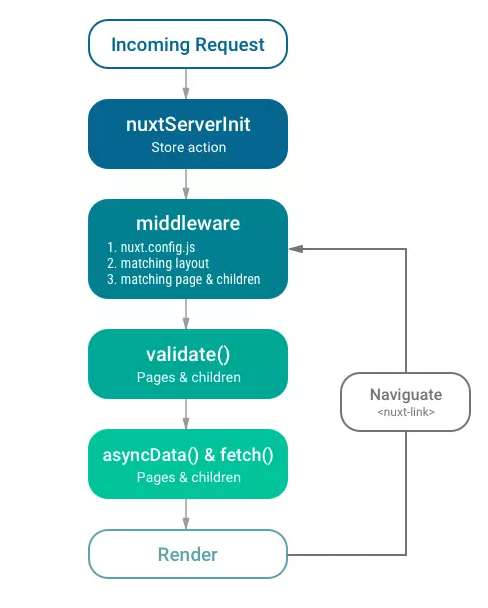 Incoming Request
nuxtServerInit
Store action
middleware
1. nuxt.config.js
2. matching layout
3. matching page & children
validate()
Pages & children
Naviguate
<nuxt-link>
asyncData() & fetch()
Pages & children
Render